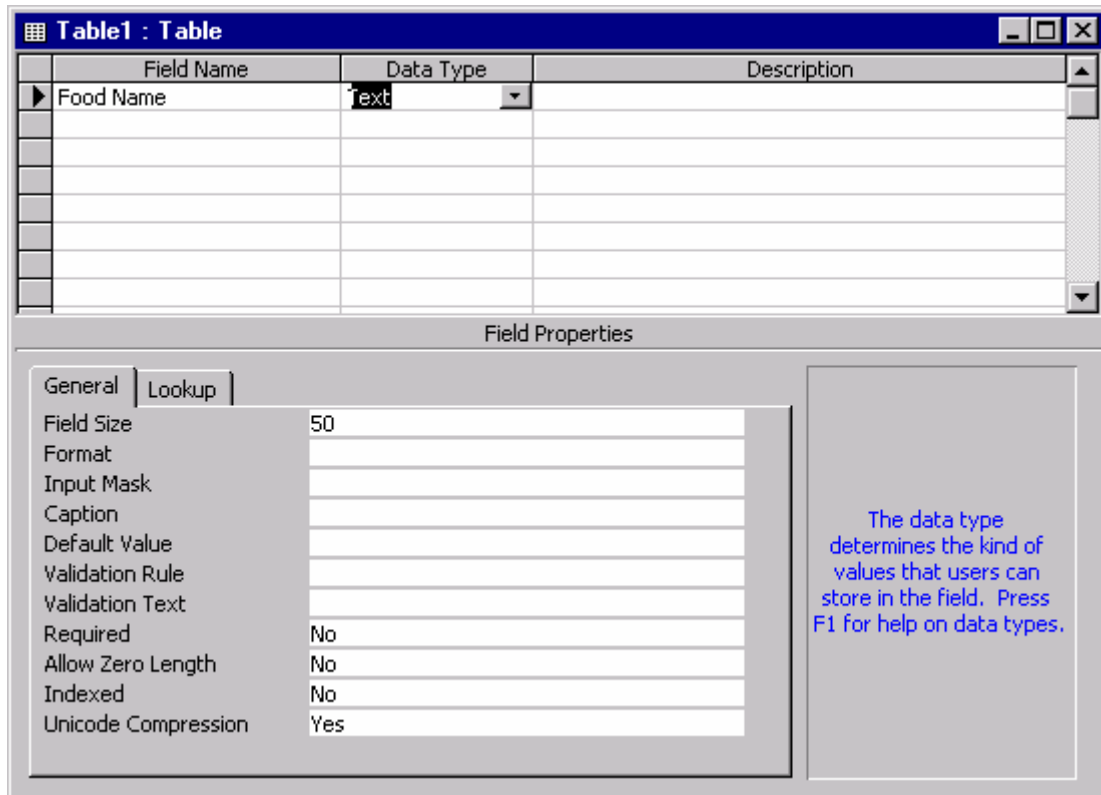 Table1 : Table
Field Name Data Type Description
Food Name Text
Field Properties
General Lookup
Field Size 50
Format
Input Mask
Caption
Default Value
Validation Rule
Validation Text
Required No
Allow Zero Length No
Indexed No
Unicode Compression Yes
The data type
determines the kind of
values that users can
store in the field. Press
F1 for help on data types.